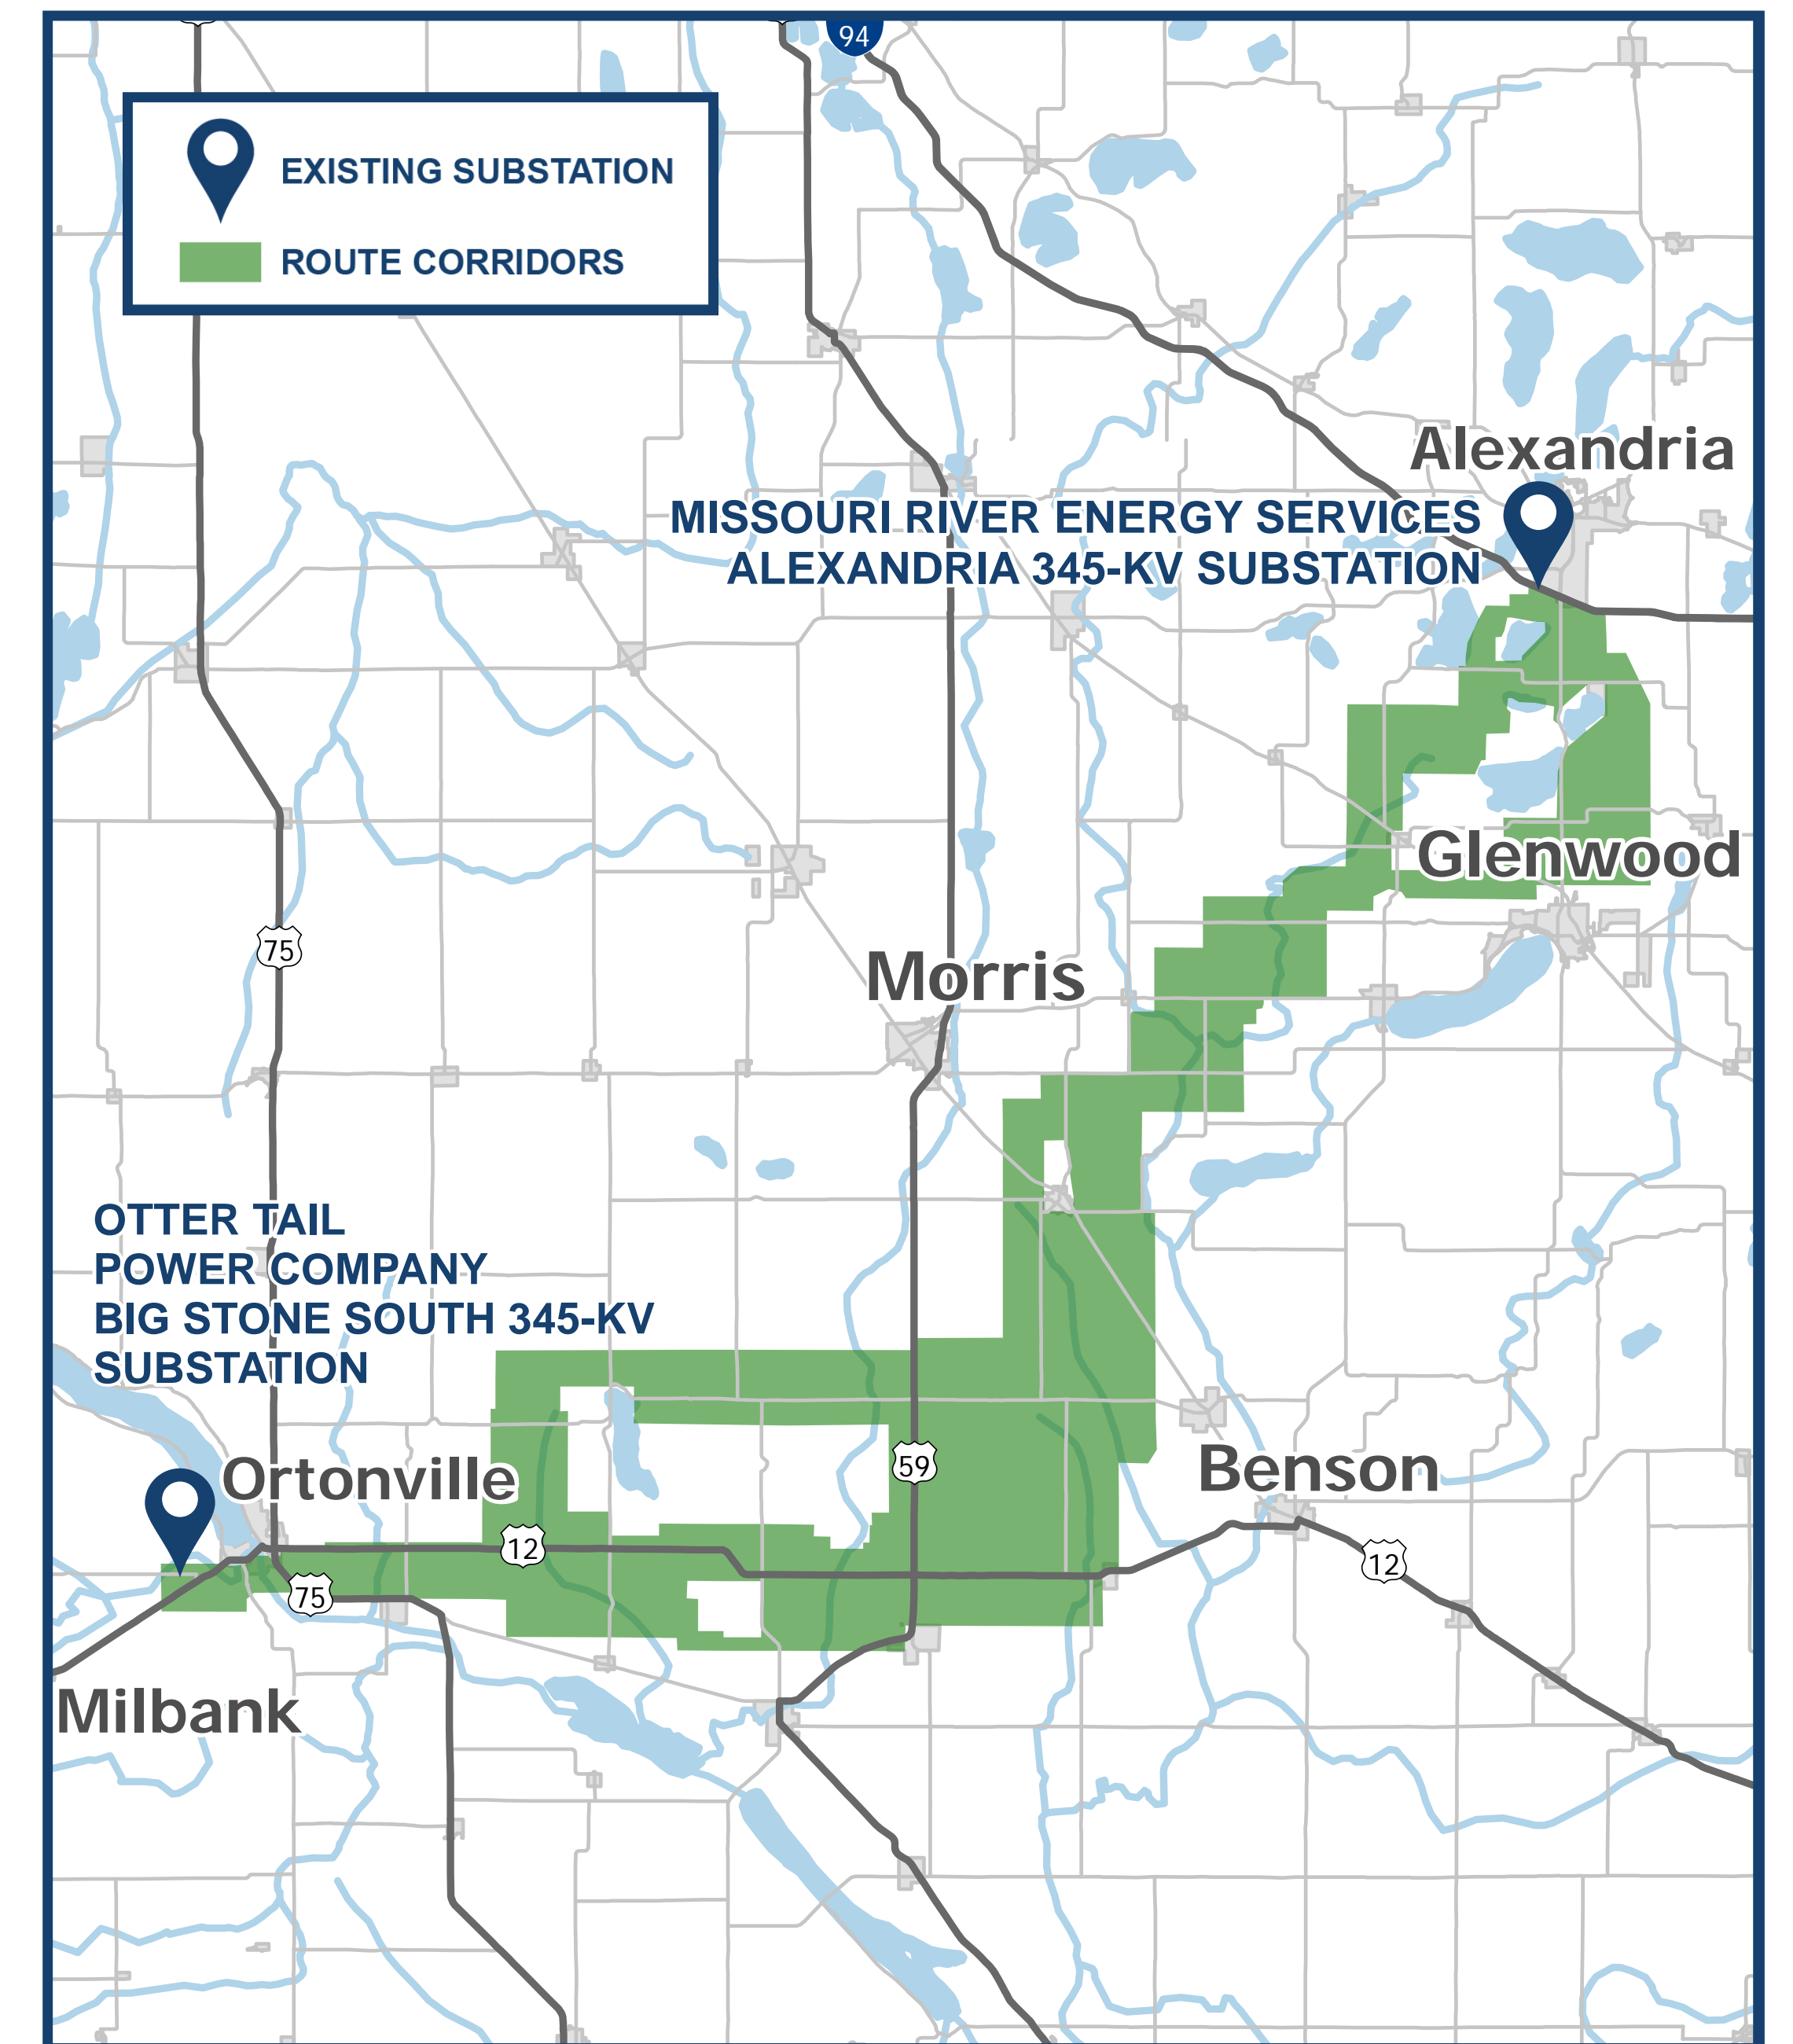 94
EXISTING SUBSTATION
ROUTE CORRIDORS
Alexandria
MISSOURI RIVER ENERGY SERVICES
ALEXANDRIA 345-KV SUBSTATION
Glenwood
75
Morris
OTTER TAIL
POWER COMPANY
BIG STONE SOUTH 345-KV
SUBSTATION
59
Benson
Ortonville
12
12
75
Milbank